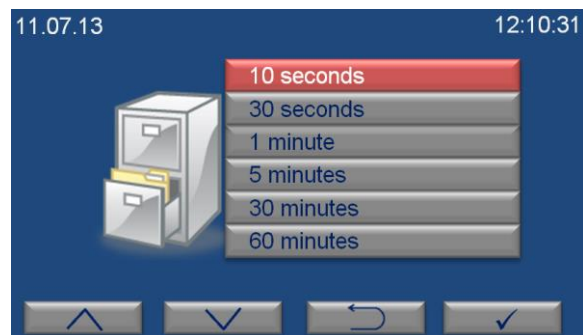 11.07.13 12:10:31
10 seconds
30 seconds
1 minute
5 minutes
30 minutes
60 minutes